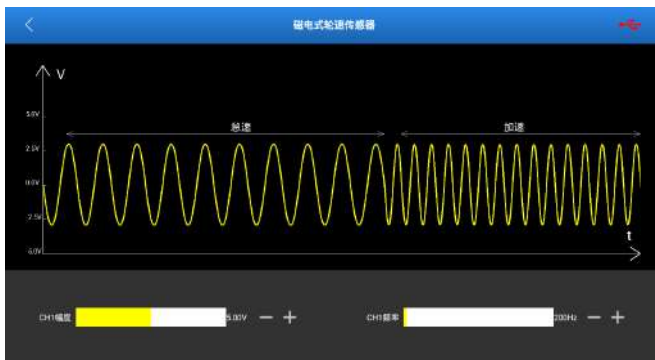 磁电式轮速传感器
V
5.0V
怠速
加速
2.5V
0.0V
2.5V
t
-5.0V
CH1幅度
5.00V
CH1频率
200Hz